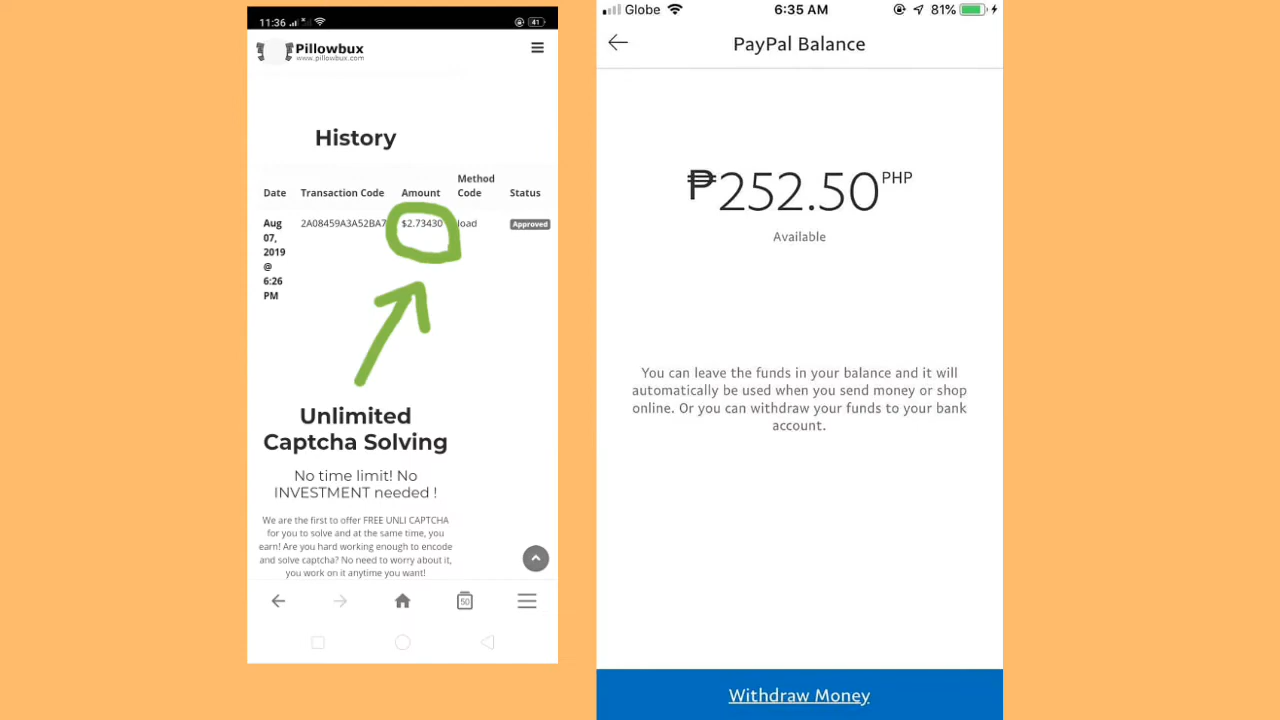 11:36
41
Pillowbux
www.pillowbux.com
History
Date Transaction Code Amount Method Code Status
Aug 07, 2019 @ 6:26 PM 2A08459A3A52BA7 $2.73430 load Approved
Unlimited
Captcha Solving
No time limit! No
INVESTMENT needed !
We are the first to offer FREE UNLI CAPTCHA
for you to solve and at the same time, you
earn! Are you hard working enough to encode
and solve captcha? No need to worry about it,
you work on it anytime you want!
50
Globe 6:35 AM 81%
PayPal Balance
₱252.50 PHP
Available
You can leave the funds in your balance and it will
automatically be used when you send money or shop
online. Or you can withdraw your funds to your bank
account.
Withdraw Money